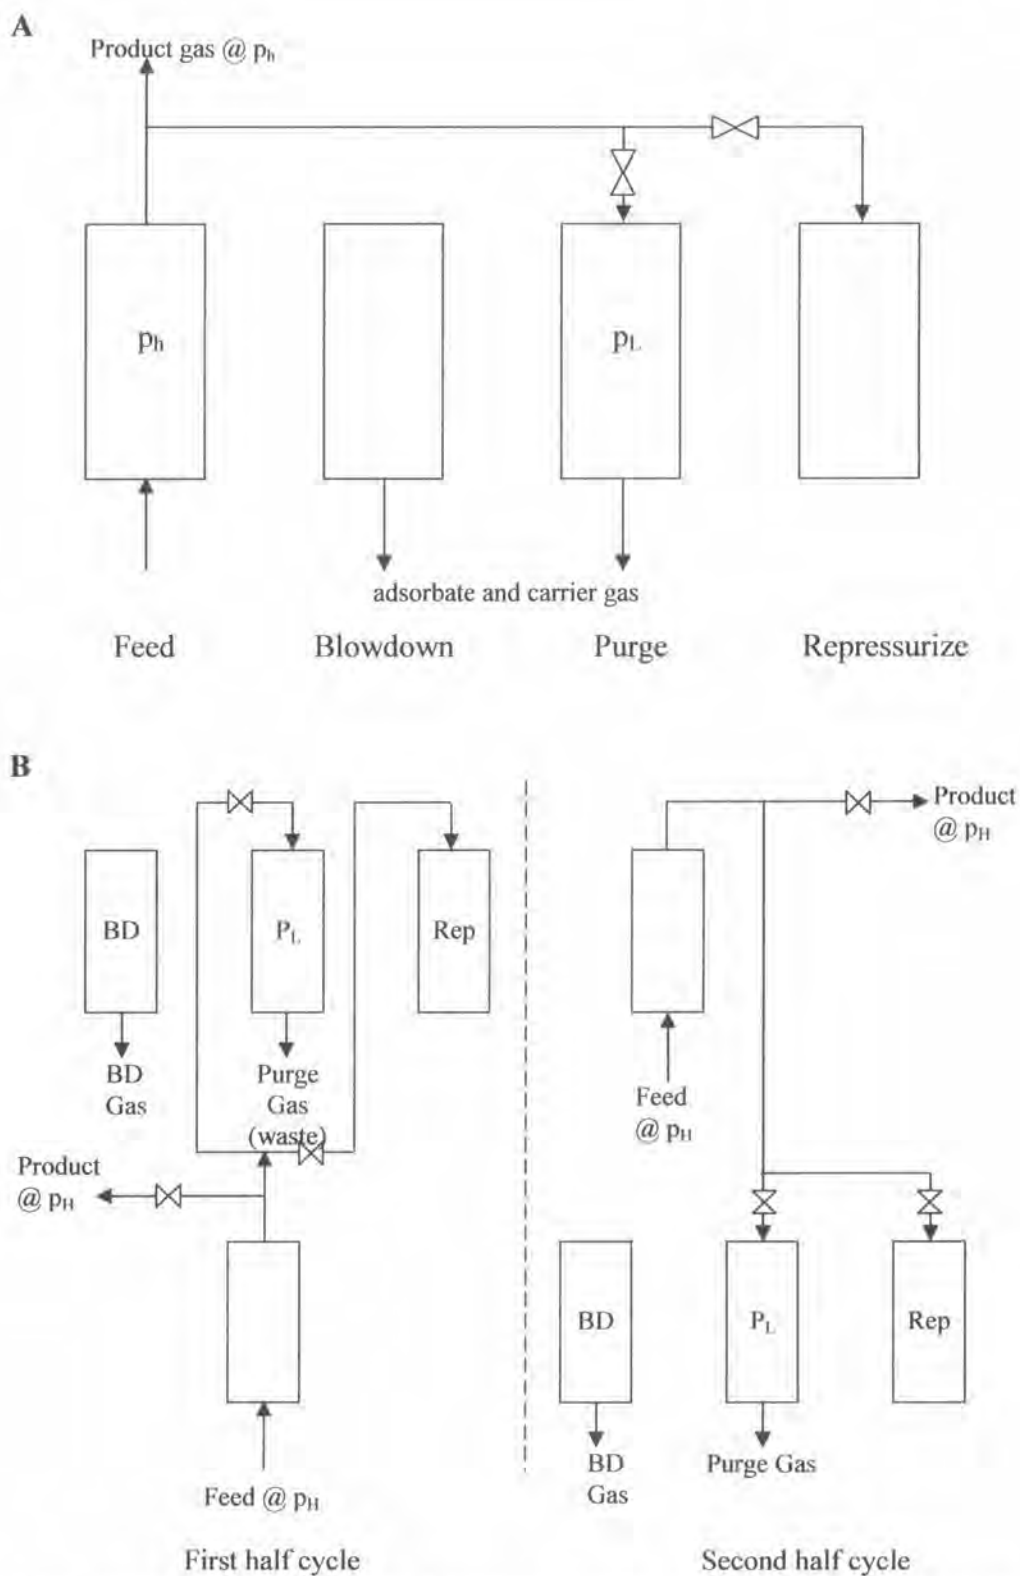 A
Product gas @ pₕ
pₕ
p_L
adsorbate and carrier gas
Feed Blowdown Purge Repressurize
B
BD
P_L
Rep
BD
Gas
Purge
Gas
(waste)
Product
@ p_H
Feed @ p_H
First half cycle
Product
@ p_H
Feed
@ p_H
BD
P_L
Rep
BD
Gas
Purge Gas
Second half cycle